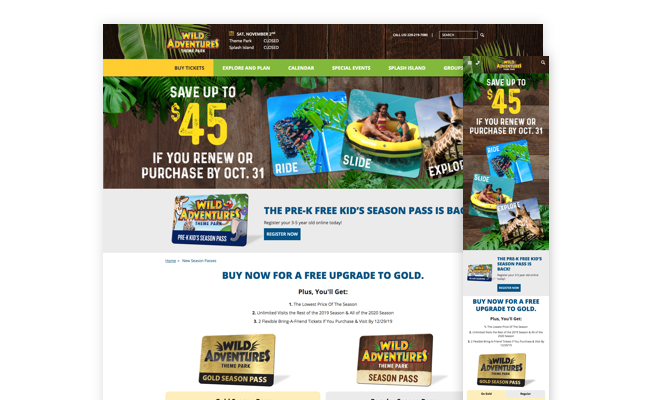 WILD
ADVENTURES
THEME PARK
SAT, NOVEMBER 2ND
Theme Park CLOSED
Splash Island CLOSED
CALL US! 229-219-7080
SEARCH
BUY TICKETS
EXPLORE AND PLAN
CALENDAR
SPECIAL EVENTS
SPLASH ISLAND
GROUPS
SAVE UP TO
$45
IF YOU RENEW OR
PURCHASE BY OCT. 31
RIDE
SLIDE
EXPLO
WILD
ADVENTURES
THEME PARK
PRE-K KID'S SEASON PASS
THE PRE-K FREE KID'S SEASON PASS IS BAC
Register your 3-5 year old online today!
REGISTER NOW
Home » New Season Passes
BUY NOW FOR A FREE UPGRADE TO GOLD.
Plus, You'll Get:
1. The Lowest Price Of The Season
2. Unlimited Visits the Rest of the 2019 Season & All of the 2020 Season
3. 2 Flexible Bring-A-Friend Tickets If You Purchase & Visit By 12/29/19
WILD
ADVENTURES
THEME PARK
GOLD SEASON PASS
WILD
ADVENTURES
THEME PARK
SEASON PASS
WILD
ADVENTURES
SAVE UP TO
$45
IF YOU RENEW OR
PURCHASE BY OCT. 31
RIDE
SLIDE
EXPLORE
THE PRE-K FREE KID'S
SEASON PASS IS
BACK!
Register your 3-5 year old
online today!
REGISTER NOW
BUY NOW FOR A FREE
UPGRADE TO GOLD.
Plus, You'll Get:
1. The Lowest Price Of The Season
2. Unlimited Visits the Rest of the 2019 Season & All of the
2020 Season
3. 2 Flexible Bring-A-Friend Tickets If You Purchase & Visit By
12/29/19
WILD
ADVENTURES
THEME PARK
GOLD SEASON PASS
Go Gold!
Regular